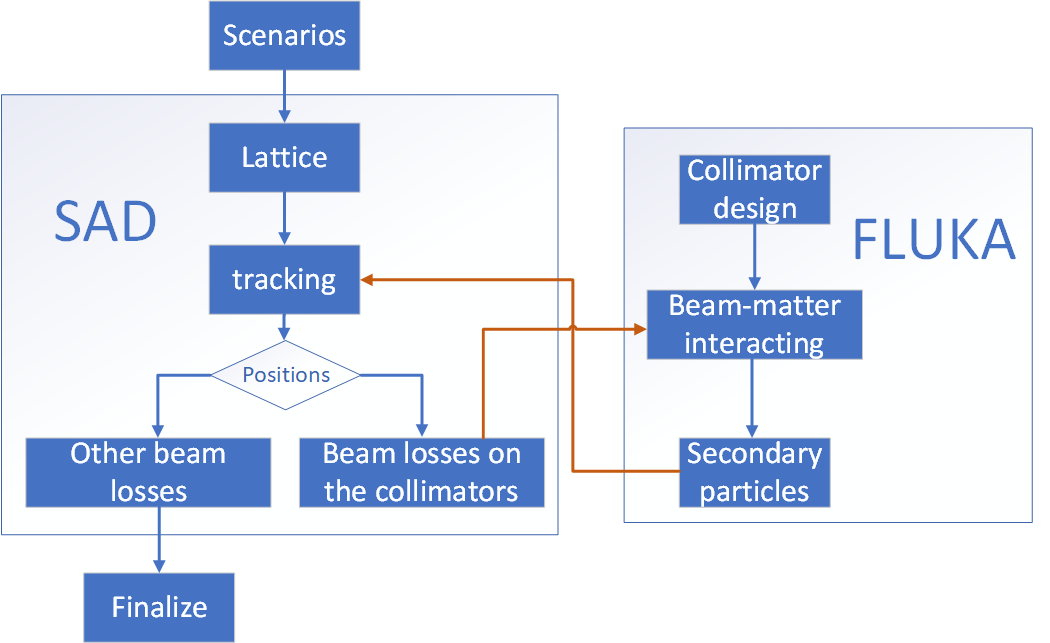 Scenarios
SAD
Lattice
tracking
Positions
Other beam
losses
Beam losses on
the collimators
Finalize
FLUKA
Collimator
design
Beam-matter
interacting
Secondary
particles